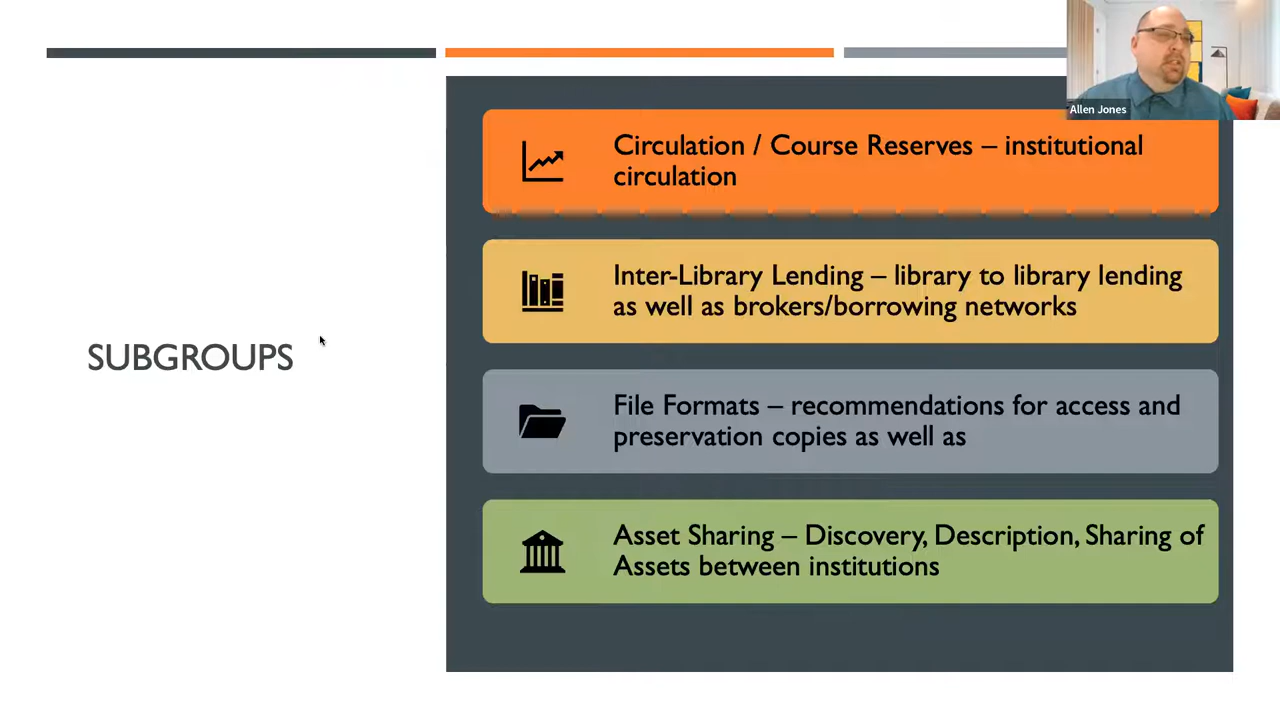 Allen Jones
Circulation / Course Reserves – institutional
circulation
Inter-Library Lending – library to library lending
as well as brokers/borrowing networks
SUBGROUPS
File Formats – recommendations for access and
preservation copies as well as
Asset Sharing – Discovery, Description, Sharing of
Assets between institutions